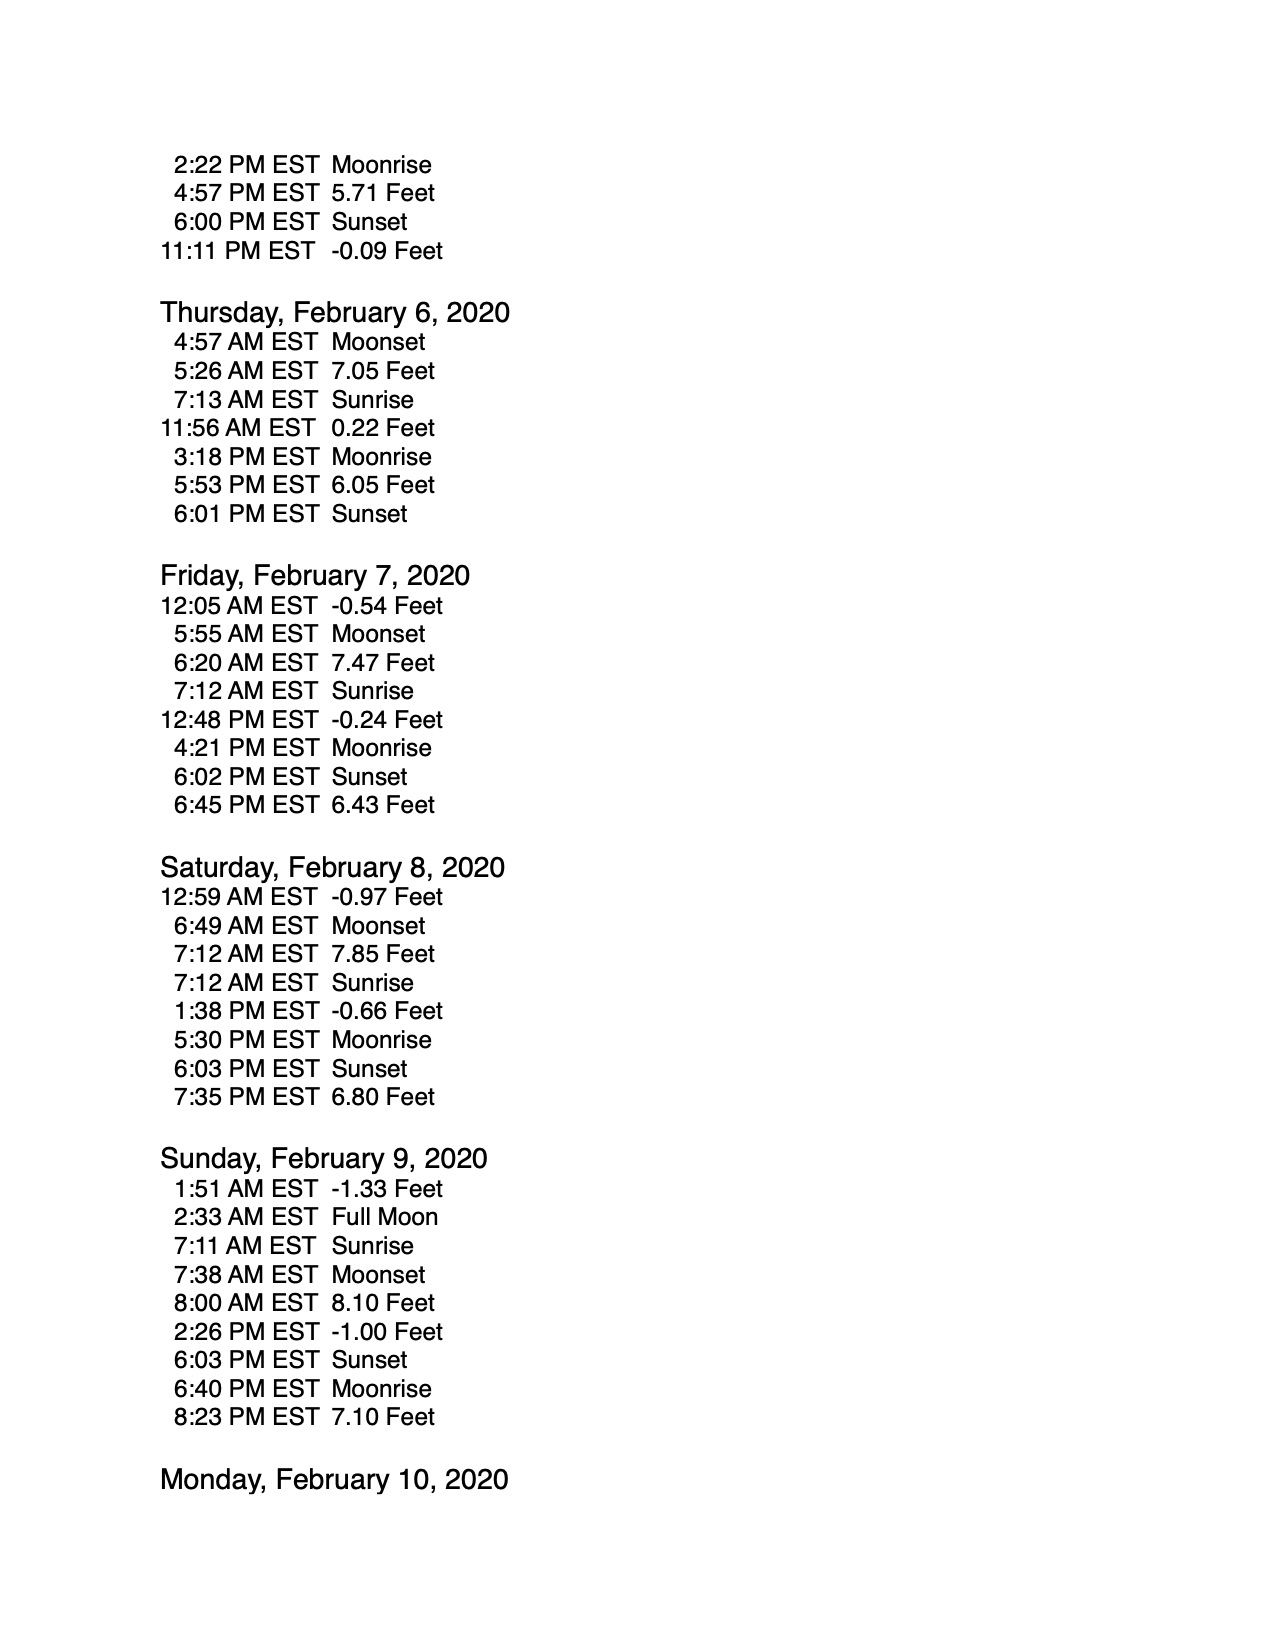 2:22 PM EST Moonrise
4:57 PM EST 5.71 Feet
6:00 PM EST Sunset
11:11 PM EST -0.09 Feet
Thursday, February 6, 2020
4:57 AM EST Moonset
5:26 AM EST 7.05 Feet
7:13 AM EST Sunrise
11:56 AM EST 0.22 Feet
3:18 PM EST Moonrise
5:53 PM EST 6.05 Feet
6:01 PM EST Sunset
Friday, February 7, 2020
12:05 AM EST -0.54 Feet
5:55 AM EST Moonset
6:20 AM EST 7.47 Feet
7:12 AM EST Sunrise
12:48 PM EST -0.24 Feet
4:21 PM EST Moonrise
6:02 PM EST Sunset
6:45 PM EST 6.43 Feet
Saturday, February 8, 2020
12:59 AM EST -0.97 Feet
6:49 AM EST Moonset
7:12 AM EST 7.85 Feet
7:12 AM EST Sunrise
1:38 PM EST -0.66 Feet
5:30 PM EST Moonrise
6:03 PM EST Sunset
7:35 PM EST 6.80 Feet
Sunday, February 9, 2020
1:51 AM EST -1.33 Feet
2:33 AM EST Full Moon
7:11 AM EST Sunrise
7:38 AM EST Moonset
8:00 AM EST 8.10 Feet
2:26 PM EST -1.00 Feet
6:03 PM EST Sunset
6:40 PM EST Moonrise
8:23 PM EST 7.10 Feet
Monday, February 10, 2020